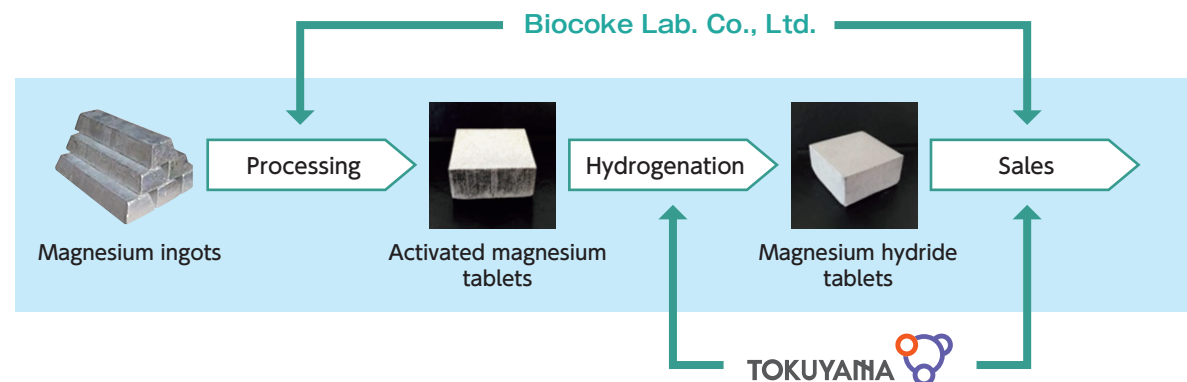 Biocoke Lab. Co., Ltd.
Processing
Hydrogenation
Sales
Magnesium ingots
Activated magnesium
tablets
Magnesium hydride
tablets
TOKUYAMA